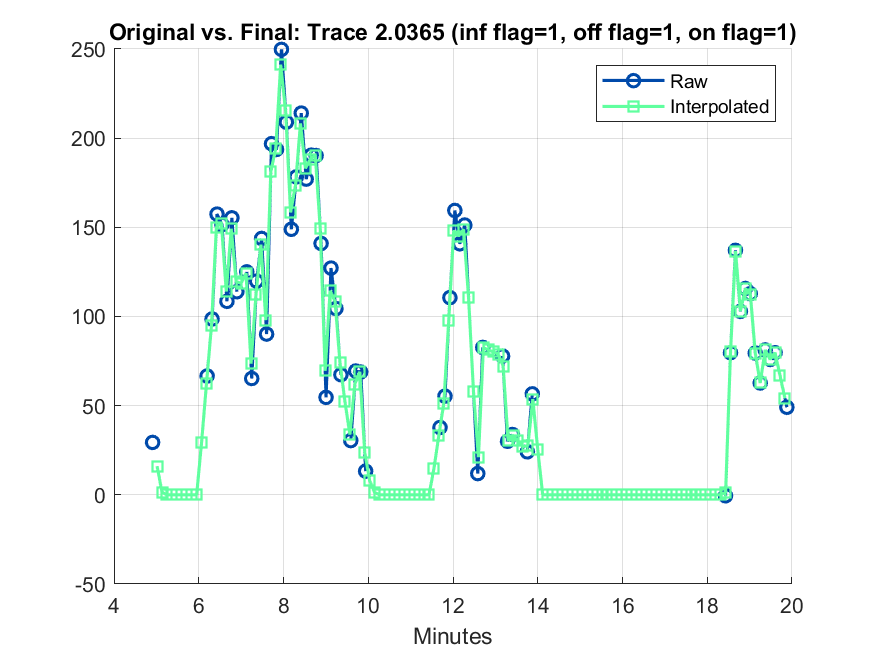 Original vs. Final: Trace 2.0365 (inf flag=1, off flag=1, on flag=1)
250
200
150
100
50
0
-50
Raw
Interpolated
4 6 8 10 12 14 16 18 20
Minutes